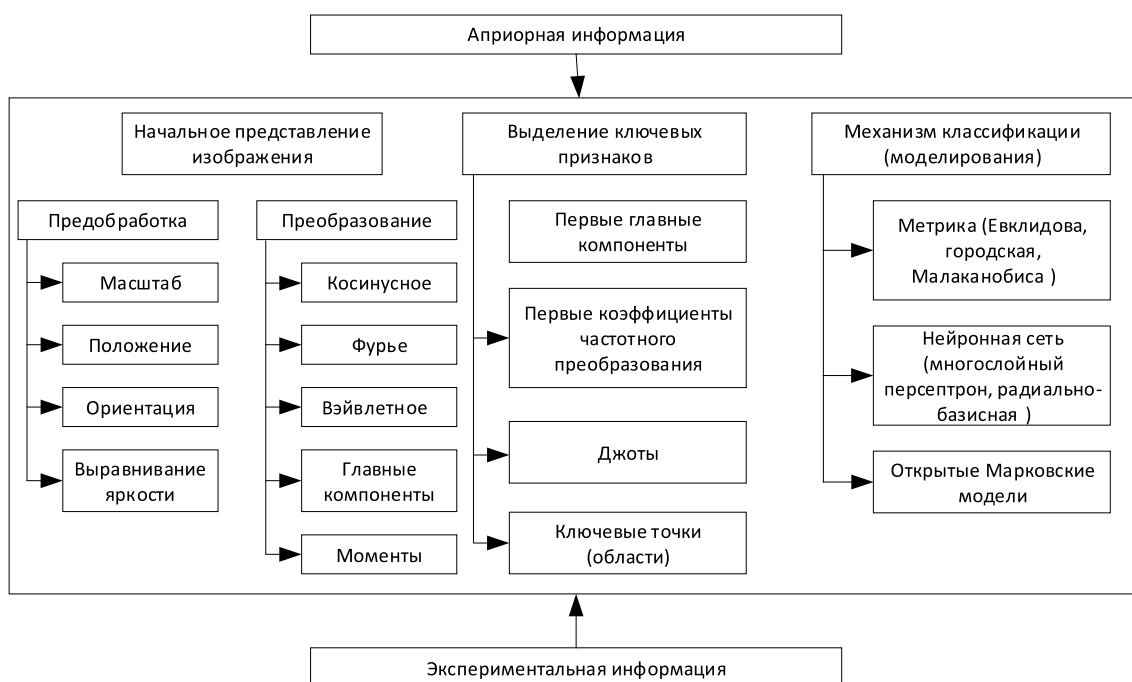 Априорная информация
Начальное представление
изображения
Выделение ключевых
признаков
Механизм классификации
(моделирования)
Предобработка
Масштаб
Положение
Ориентация
Выравнивание
яркости
Преобразование
Косинусное
Фурье
Вэйвлетное
Главные
компоненты
Моменты
Первые главные
компоненты
Первые коэффициенты
частотного
преобразования
Джоты
Ключевые точки
(области)
Метрика (Евклидова,
городская,
Малаканобиса )
Нейронная сеть
(многослойный
персептрон, радиально-
базисная )
Открытые Марковские
модели
Экспериментальная информация